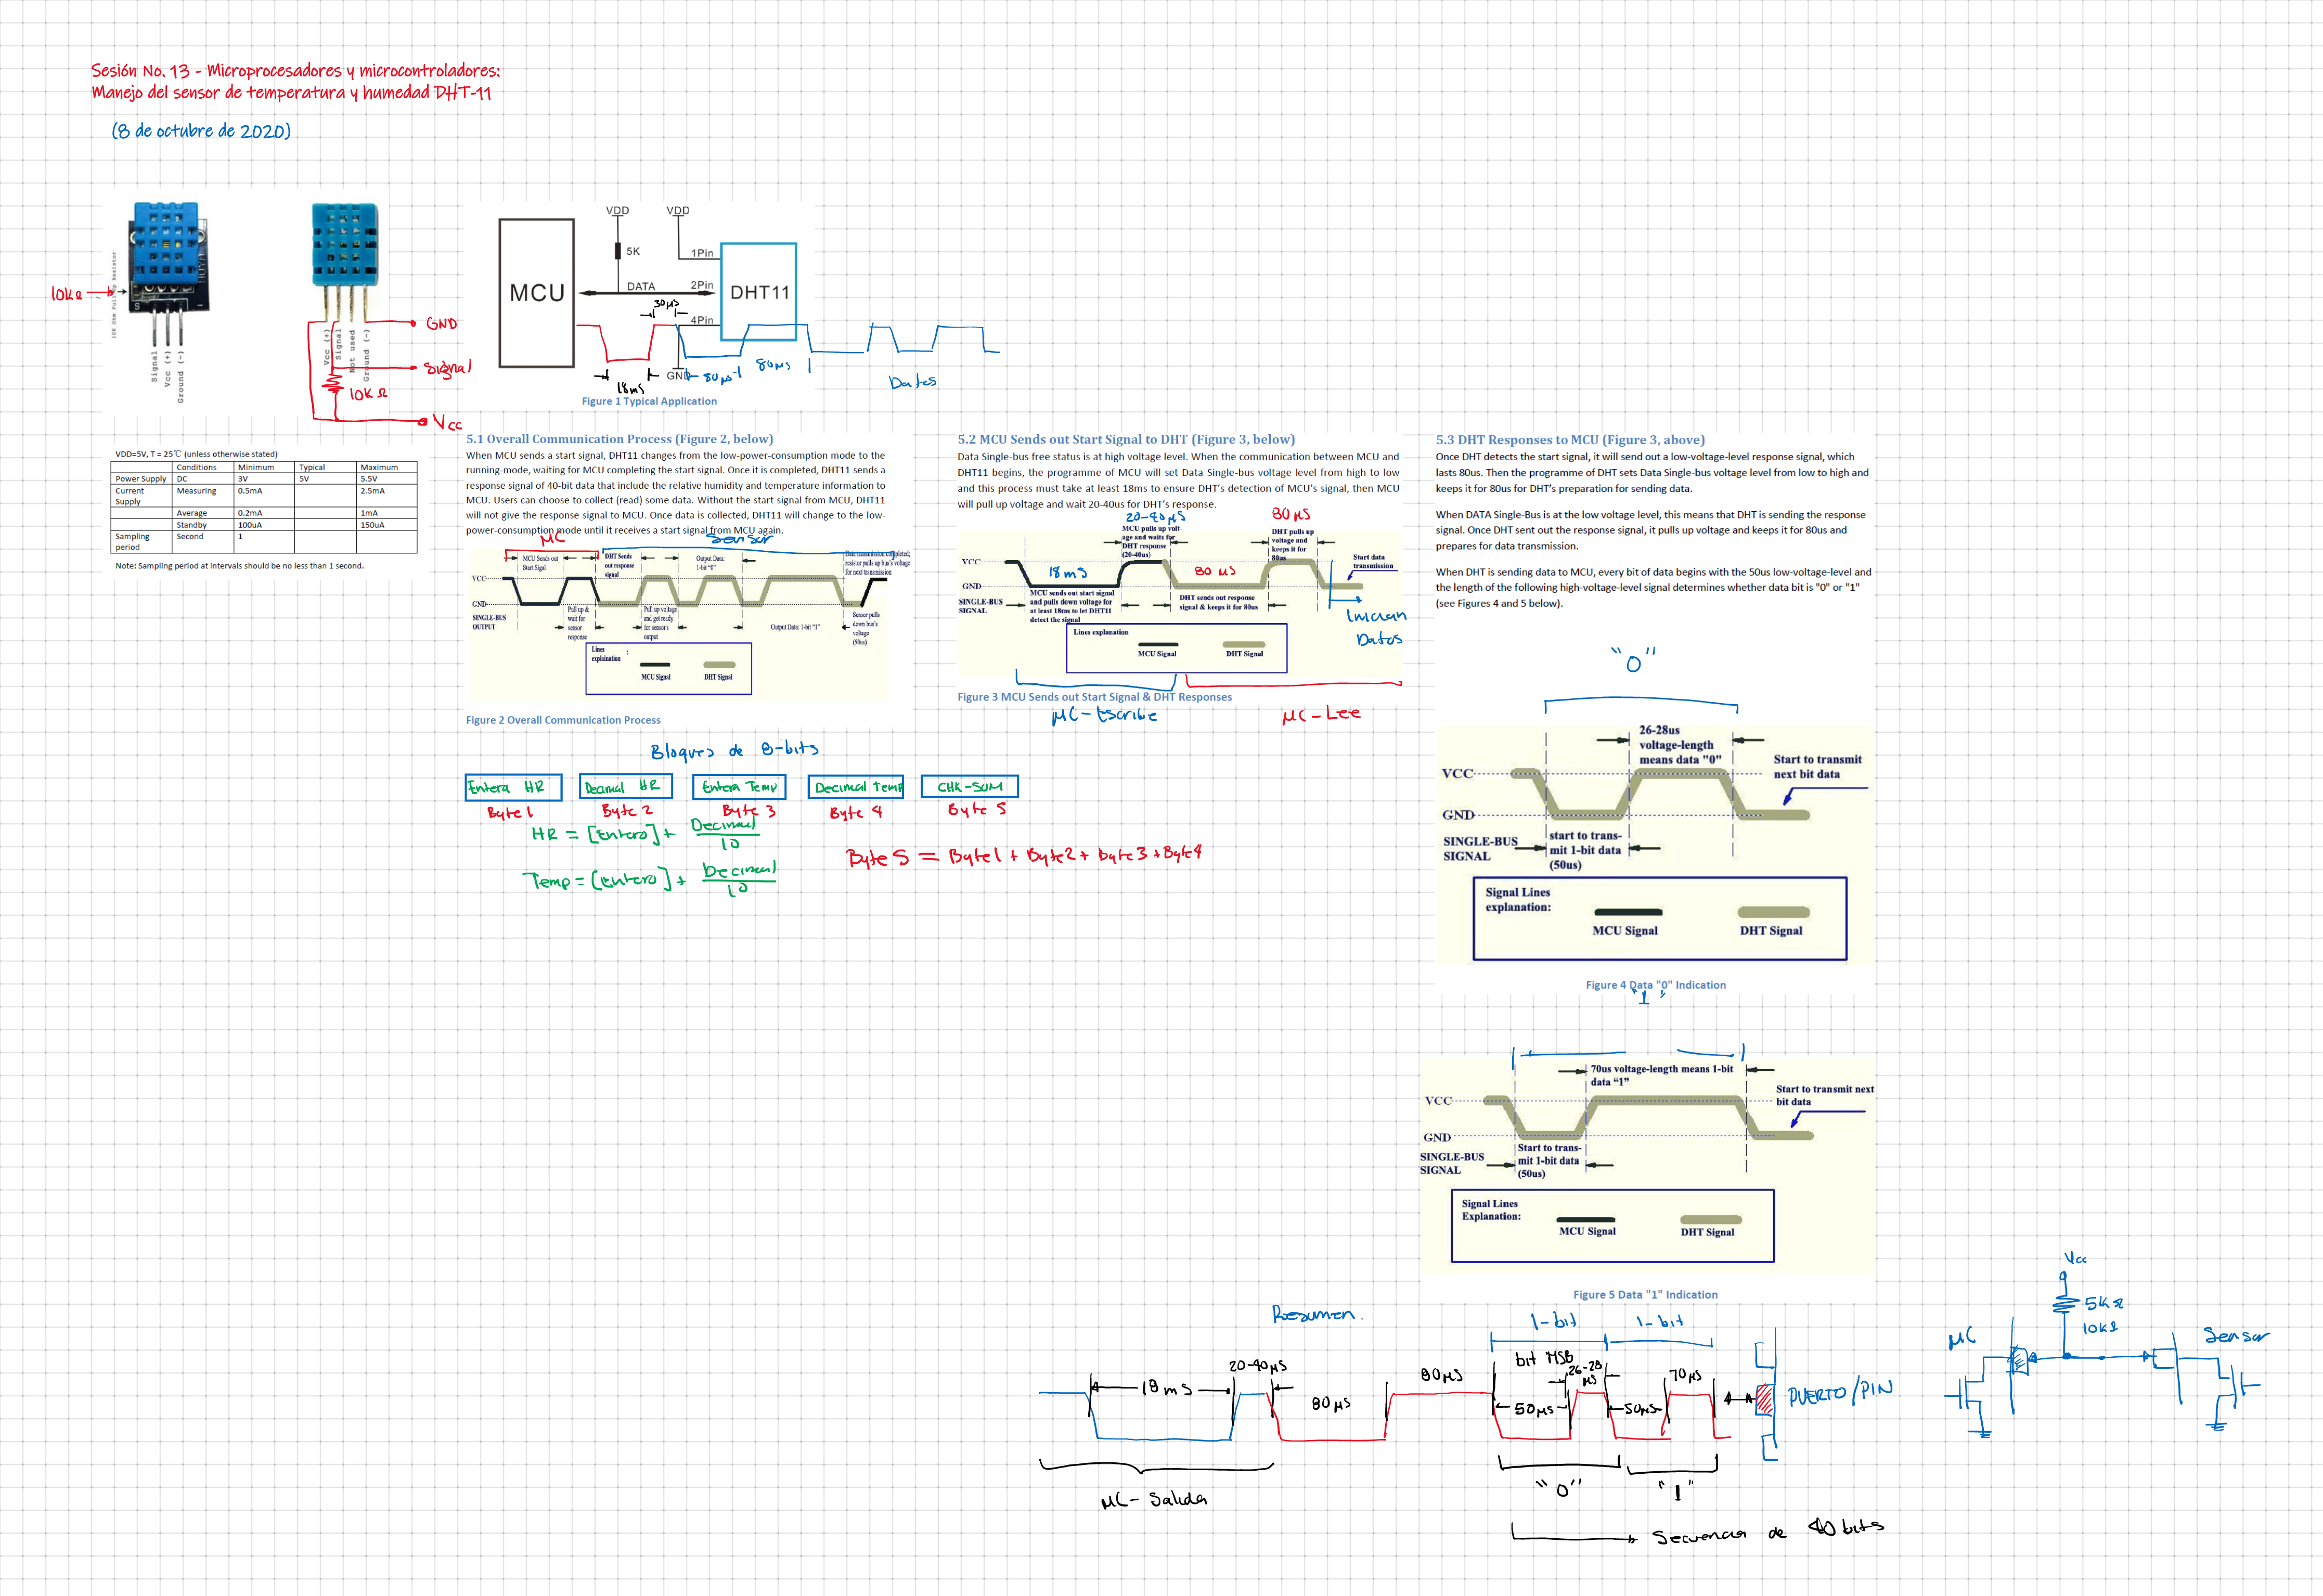 Sesión No. 13 - Microprocesadores y microcontroladores:
Manejo del sensor de temperatura y humedad DHT-11
(8 de octubre de 2020)
10kΩ
10K Ohm Pull Up Resistor
S
-
Signal
Vcc (+)
Ground (-)
Vcc (+)
Signal
Not used
Ground (-)
GND
Signal
10kΩ
Vcc
VDD
VDD
5K
1Pin
MCU
DATA
2Pin
DHT11
30μs
4Pin
GND
18ms
80μs
80μs
Datos
Figure 1 Typical Application
VDD=5V, T = 25℃ (unless otherwise stated)
Conditions Minimum Typical Maximum
Power Supply DC 3V 5V 5.5V
Current Supply Measuring 0.5mA 2.5mA
Average 0.2mA 1mA
Standby 100uA 150uA
Sampling period Second 1
Note: Sampling period at intervals should be no less than 1 second.
5.1 Overall Communication Process (Figure 2, below)
When MCU sends a start signal, DHT11 changes from the low-power-consumption mode to the
running-mode, waiting for MCU completing the start signal. Once it is completed, DHT11 sends a
response signal of 40-bit data that include the relative humidity and temperature information to
MCU. Users can choose to collect (read) some data. Without the start signal from MCU, DHT11
will not give the response signal to MCU. Once data is collected, DHT11 will change to the low-
power-consumption mode until it receives a start signal from MCU again.
MC
Sensor
MCU Sends out
Start Sigal
DHT Sends
out response
signal
Output Data:
1-bit "0"
Data transmission completed;
resistor pulls up bus's voltage
for next transmission
VCC
GND
SINGLE-BUS
OUTPUT
Pull up &
wait for
sensor
response
Pull up voltage
and get ready
for sensor's
output
Output Data: 1-bit "1"
Sensor pulls
down bus's
voltage
(50us)
Lines
explaination
:
MCU Signal
DHT Signal
Figure 2 Overall Communication Process
Bloques de 8-bits
Entera HR
Decimal HR
Entera Temp
Decimal Temp
CHK-SUM
Byte 1
Byte 2
Byte 3
Byte 4
Byte 5
HR = [Entero] + Decimal/10
Temp = [Entero] + Decimal/10
Byte 5 = Byte1 + Byte2 + byte3 + Byte4
5.2 MCU Sends out Start Signal to DHT (Figure 3, below)
Data Single-bus free status is at high voltage level. When the communication between MCU and
DHT11 begins, the programme of MCU will set Data Single-bus voltage level from high to low
and this process must take at least 18ms to ensure DHT's detection of MCU's signal, then MCU
will pull up voltage and wait 20-40us for DHT's response.
20-40μs
80μs
MCU pulls up volt-
age and waits for
DHT response
(20-40us)
DHT pulls up
voltage and
keeps it for
80us
Start data
transmission
VCC
18ms
80μs
GND
SINGLE-BUS
SIGNAL
MCU sends out start signal
and pulls down voltage for
at least 18ms to let DHT11
detect the signal
DHT sends out response
signal & keeps it for 80us
Inician
Datos
Lines explanation
MCU Signal
DHT Signal
Figure 3 MCU Sends out Start Signal & DHT Responses
μC-Escribe
μC-Lee
5.3 DHT Responses to MCU (Figure 3, above)
Once DHT detects the start signal, it will send out a low-voltage-level response signal, which
lasts 80us. Then the programme of DHT sets Data Single-bus voltage level from low to high and
keeps it for 80us for DHT's preparation for sending data.
When DATA Single-Bus is at the low voltage level, this means that DHT is sending the response
signal. Once DHT sent out the response signal, it pulls up voltage and keeps it for 80us and
prepares for data transmission.
When DHT is sending data to MCU, every bit of data begins with the 50us low-voltage-level and
the length of the following high-voltage-level signal determines whether data bit is "0" or "1"
(see Figures 4 and 5 below).
"0"
26-28us
voltage-length
means data "0"
Start to transmit
next bit data
VCC
GND
SINGLE-BUS
SIGNAL
start to trans-
mit 1-bit data
(50us)
Signal Lines
explanation:
MCU Signal
DHT Signal
Figure 4 Data "0" Indication
"1"
70us voltage-length means 1-bit
data "1"
Start to transmit next
bit data
VCC
GND
SINGLE-BUS
SIGNAL
Start to trans-
mit 1-bit data
(50us)
Signal Lines
Explanation:
MCU Signal
DHT Signal
Figure 5 Data "1" Indication
Resumen.
1-bit
1-bit
bit MSB
18ms
20-40μs
80μs
80μs
50μs
26-28
μs
50μs
70μs
PUERTO/PIN
μC-Salida
"0"
"1"
Secuencia de 40 bits
Vcc
5kΩ
10kΩ
μC
Sensor